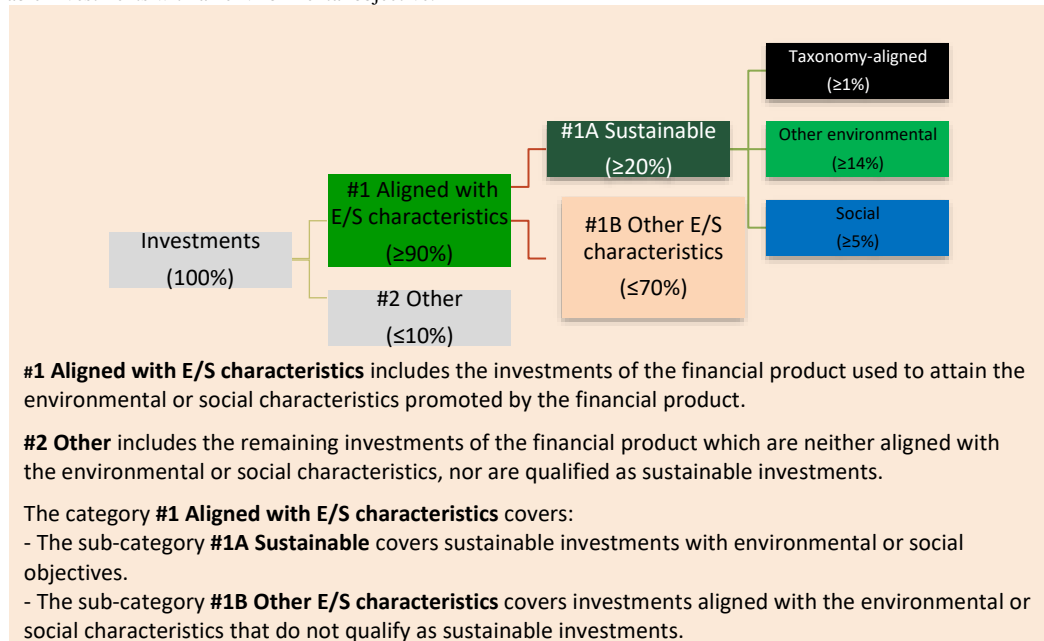 Taxonomy-aligned
(≥1%)
#1A Sustainable
(≥20%)
Other environmental
(≥14%)
#1 Aligned with
E/S characteristics
(≥90%)
#1B Other E/S
characteristics
(≤70%)
Social
(≥5%)
Investments
(100%)
#2 Other
(≤10%)
#1 Aligned with E/S characteristics includes the investments of the financial product used to attain the
environmental or social characteristics promoted by the financial product.
#2 Other includes the remaining investments of the financial product which are neither aligned with
the environmental or social characteristics, nor are qualified as sustainable investments.
The category #1 Aligned with E/S characteristics covers:
- The sub-category #1A Sustainable covers sustainable investments with environmental or social
objectives.
- The sub-category #1B Other E/S characteristics covers investments aligned with the environmental or
social characteristics that do not qualify as sustainable investments.